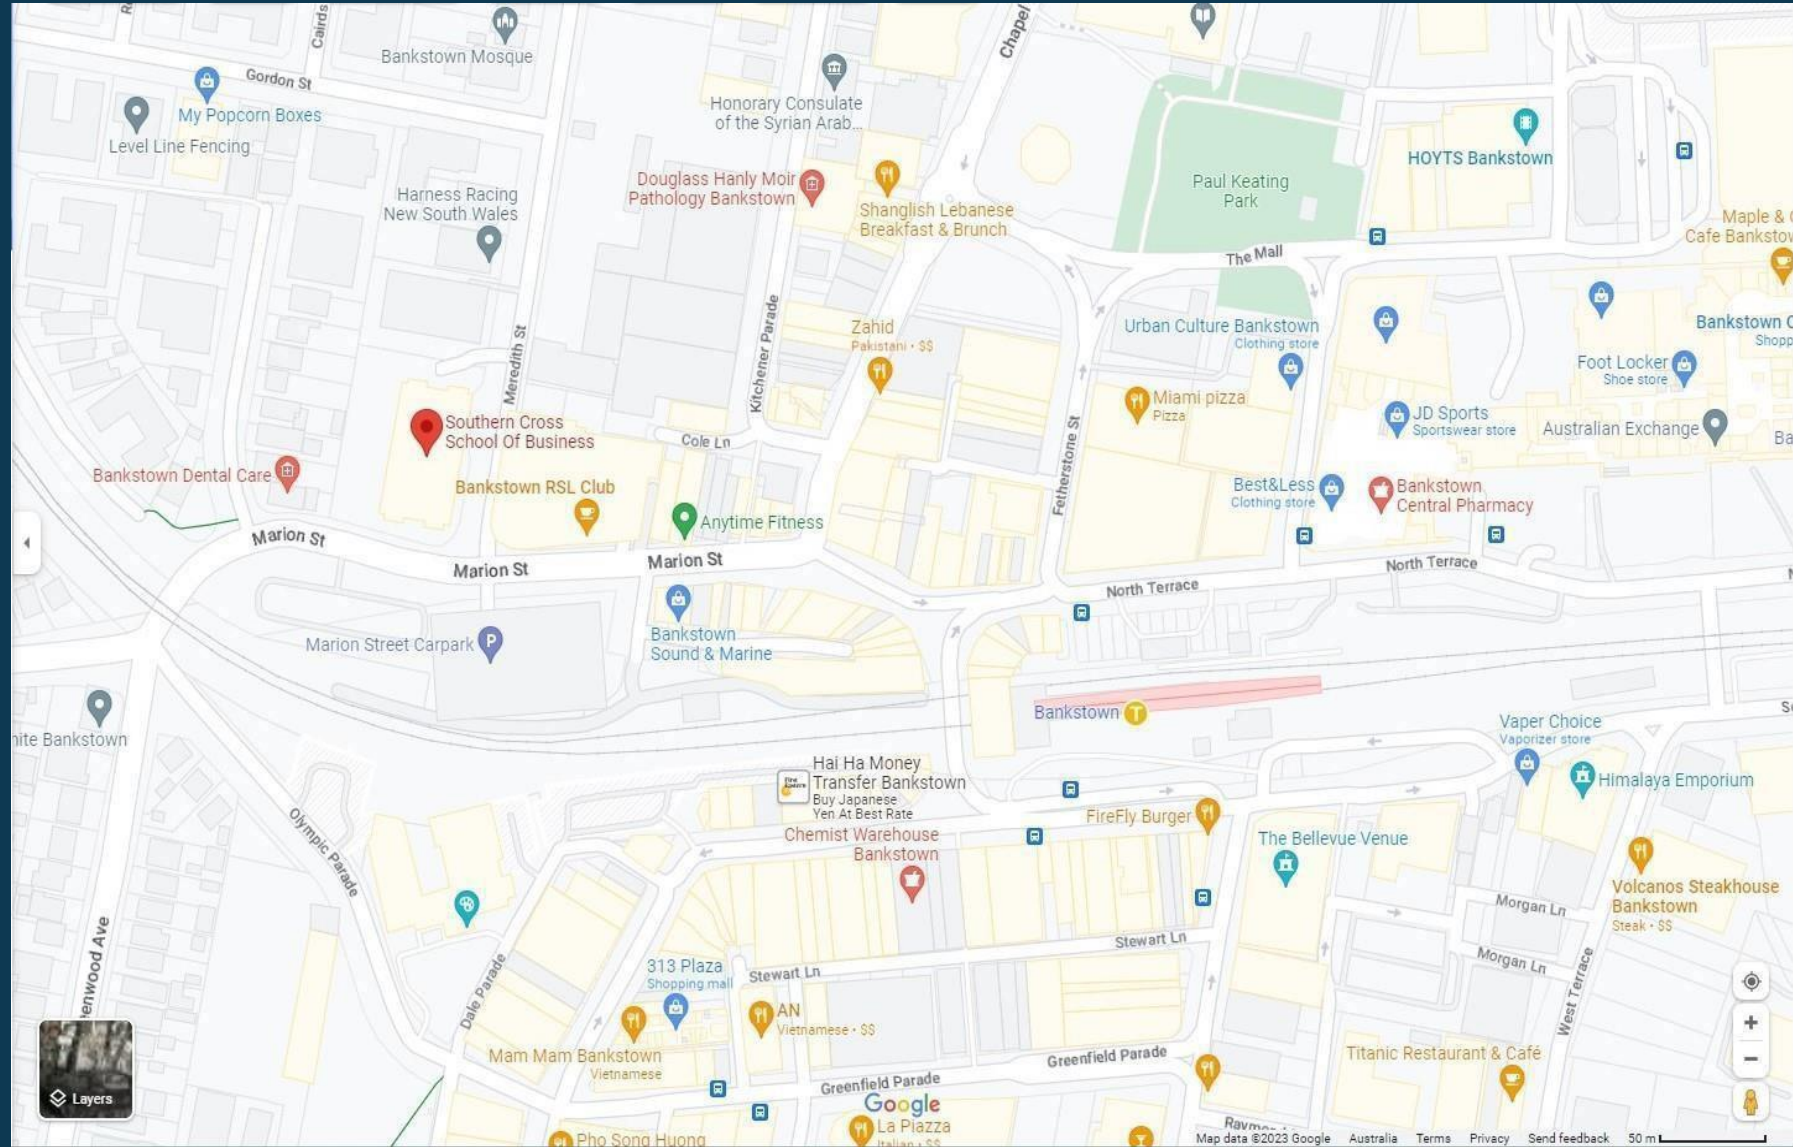 Chapel
Cairds
Bankstown Mosque
Gordon St
My Popcorn Boxes
Level Line Fencing
Honorary Consulate
of the Syrian Arab...
HOYTS Bankstown
Harness Racing
New South Wales
Douglass Hanly Moir
Pathology Bankstown
Shanglish Lebanese
Breakfast & Brunch
Paul Keating
Park
The Mall
Maple &
Cafe
Zahid
Pakistani • $$
Urban Culture Bankstown
Clothing store
Bankstown
Foot Locker
Shoe store
Meredith St
Kitchener Parade
Miami pizza
Pizza
JD Sports
Sportswear store
Australian Exchange
Southern Cross
School Of Business
Cole Ln
Fetherstone St
Bankstown Dental Care
Bankstown RSL Club
Best&Less
Clothing store
Bankstown
Central Pharmacy
Anytime Fitness
Marion St
Marion St
Marion St
North Terrace
North Terrace
Marion Street Carpark
P
Bankstown
Sound & Marine
Bankstown
T
Vaper Choice
Vaporizer store
Bankstown
Hai Ha Money
Transfer Bankstown
Buy Japanese
Yen At Best Rate
Himalaya Emporium
Olympic Parade
FireFly Burger
Chemist Warehouse
Bankstown
The Bellevue Venue
Volcanos Steakhouse
Bankstown
Steak • $$
Morgan Ln
Morgan Ln
Stewart Ln
Stewart Ln
313 Plaza
Shopping mall
Dale Parade
West Terrace
AN
Vietnamese • $$
Mam Mam Bankstown
Vietnamese
Greenfield Parade
Greenfield Parade
Titanic Restaurant & Café
Layers
Google
La Piazza
Italian • $$
Pho Song Huong
Map data ©2023 Google Australia Terms Privacy Send feedback 50 m